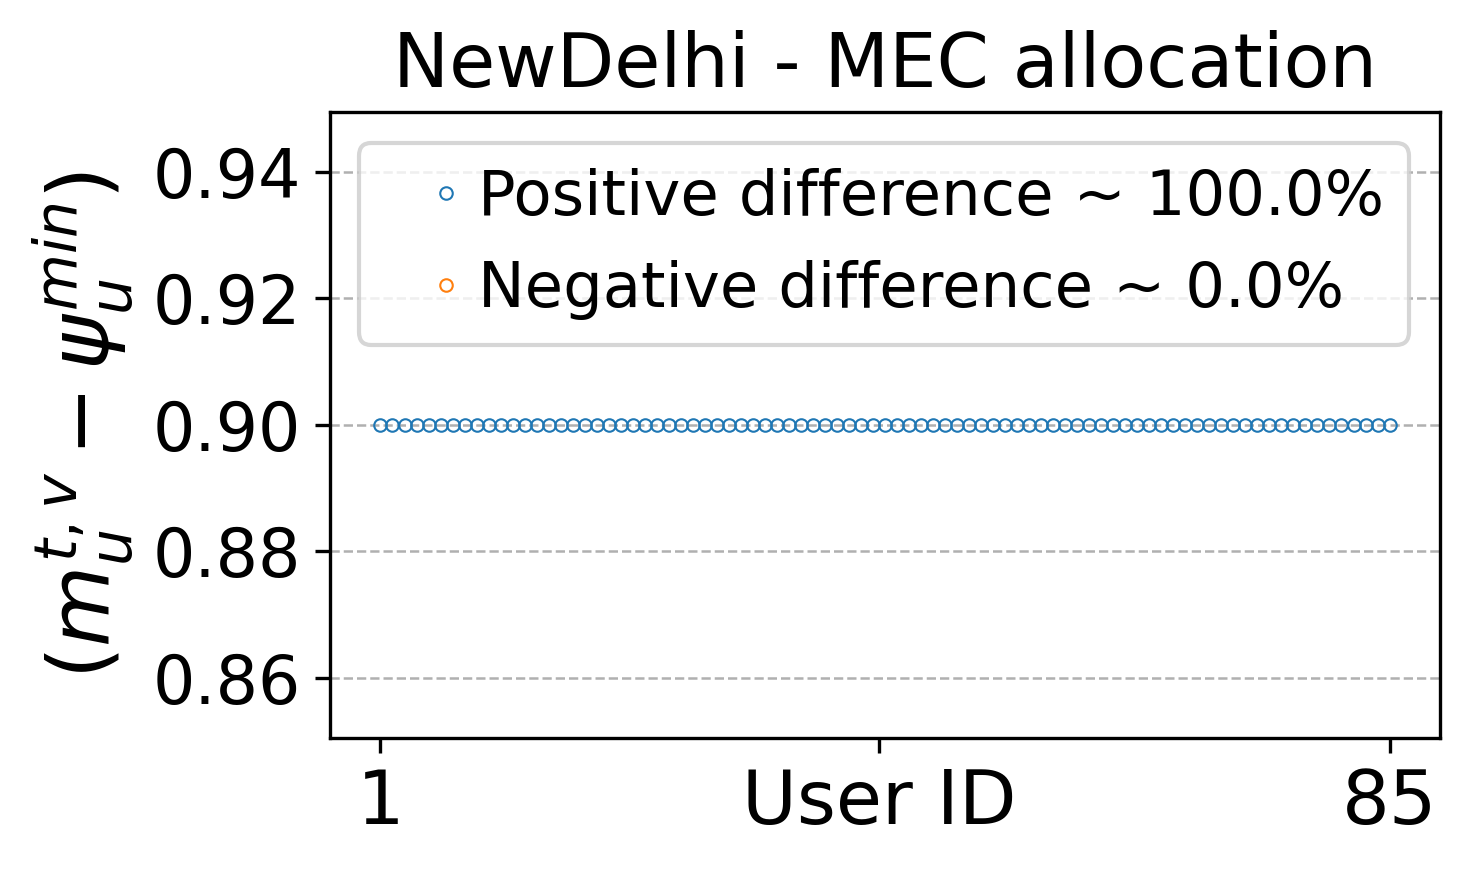 NewDelhi - MEC allocation
(m_u^{t,v} − ψ_u^{min})
0.94
0.92
0.90
0.88
0.86
Positive difference ~ 100.0%
Negative difference ~ 0.0%
1 User ID 85